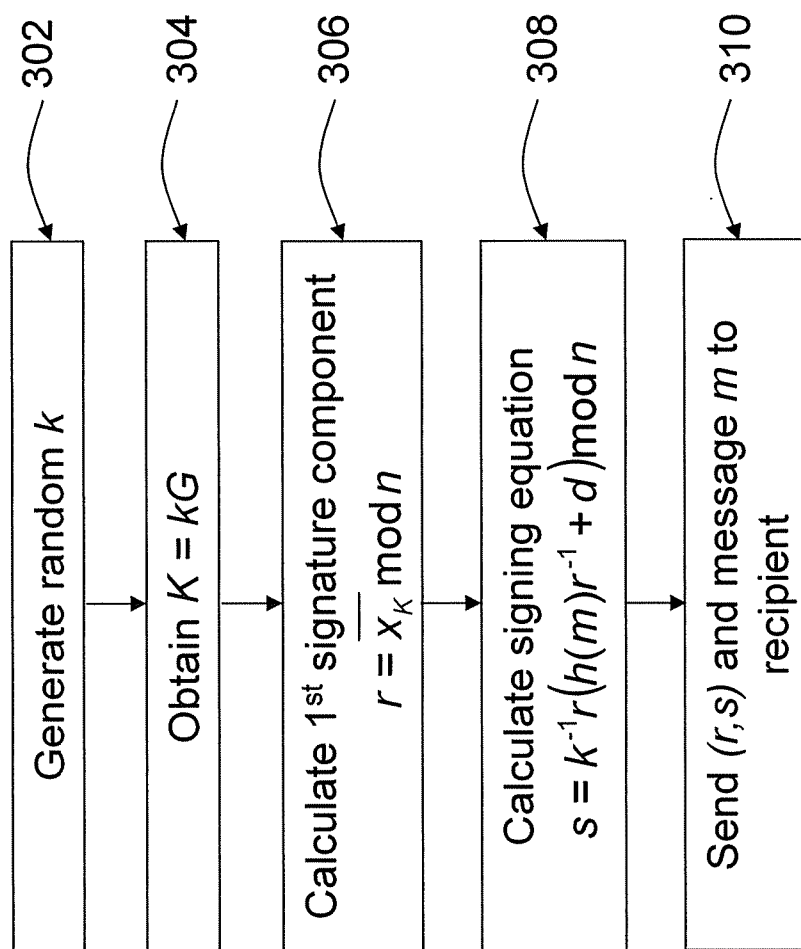 Generate random k
302
Obtain K = kG
304
Calculate 1st signature component
r = x̅_K mod n
306
Calculate signing equation
s = k⁻¹r(h(m)r⁻¹ + d)mod n
308
Send (r,s) and message m to
recipient
310